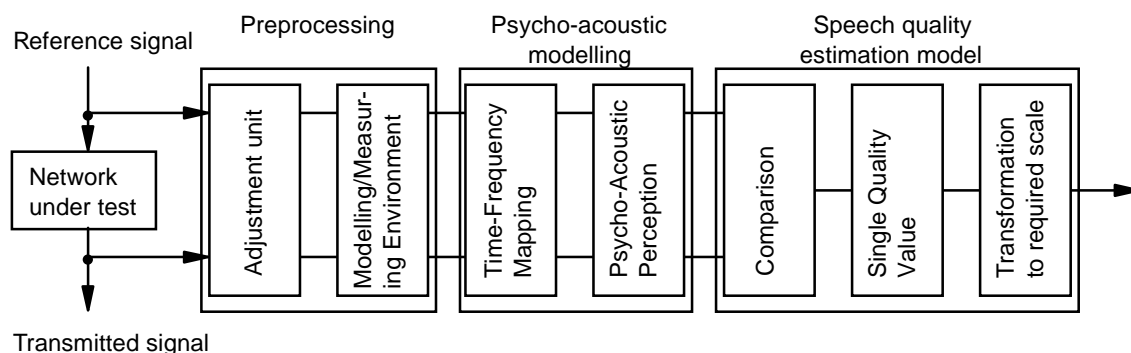 Reference signal
Preprocessing
Psycho-acoustic
modelling
Speech quality
estimation model
Network
under test
Adjustment unit
Modelling/Measur-
ing Environment
Time-Frequency
Mapping
Psycho-Acoustic
Perception
Comparison
Single Quality
Value
Transformation
to required scale
Transmitted signal